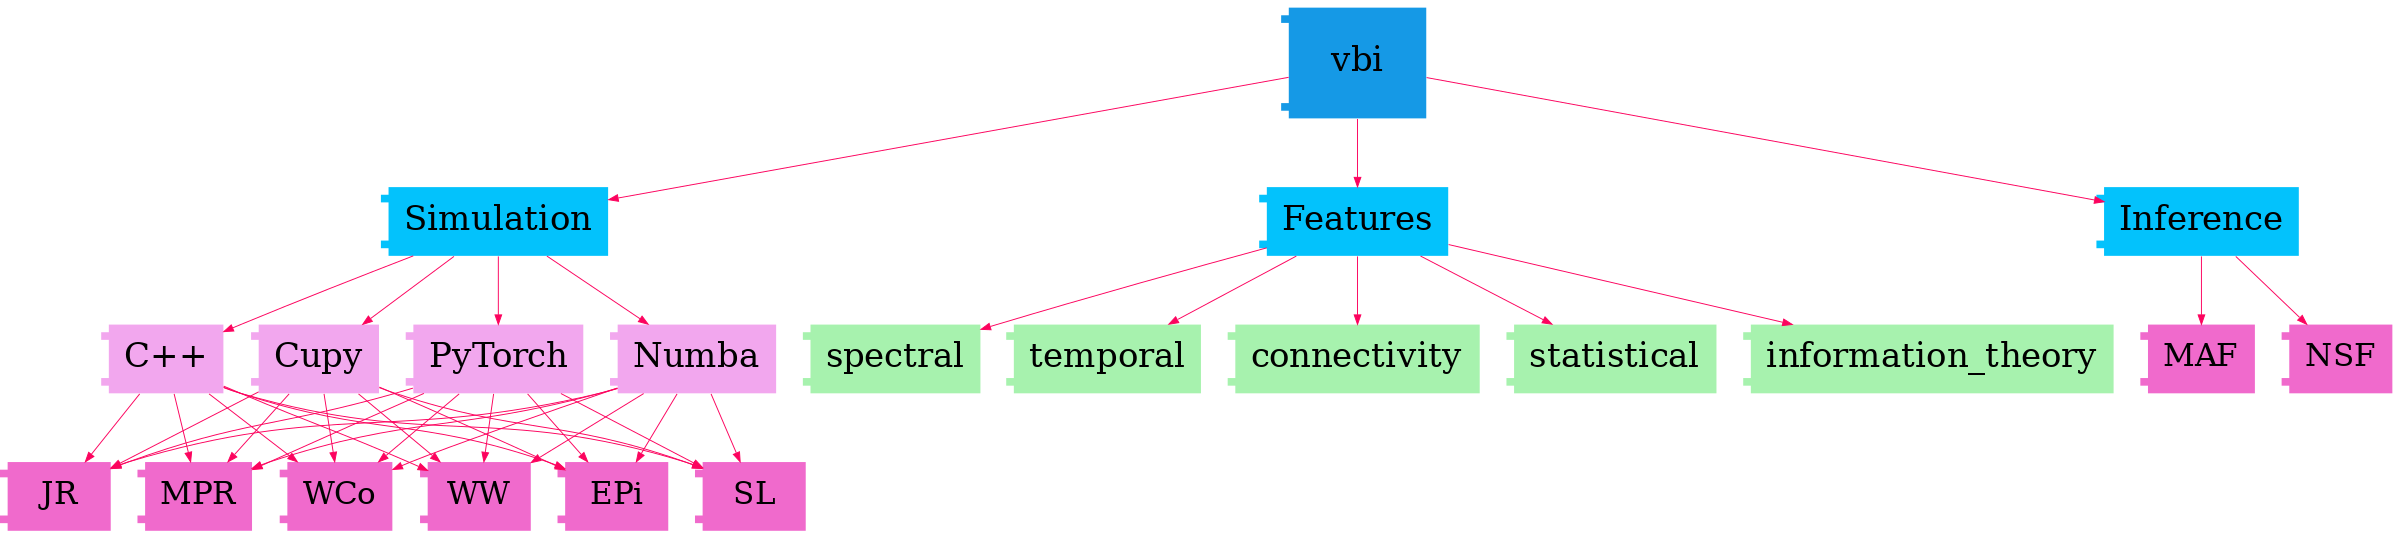 vbi
Simulation
Features
Inference
C++
Cupy
PyTorch
Numba
spectral
temporal
connectivity
statistical
information_theory
MAF
NSF
JR
MPR
WCo
WW
EPi
SL